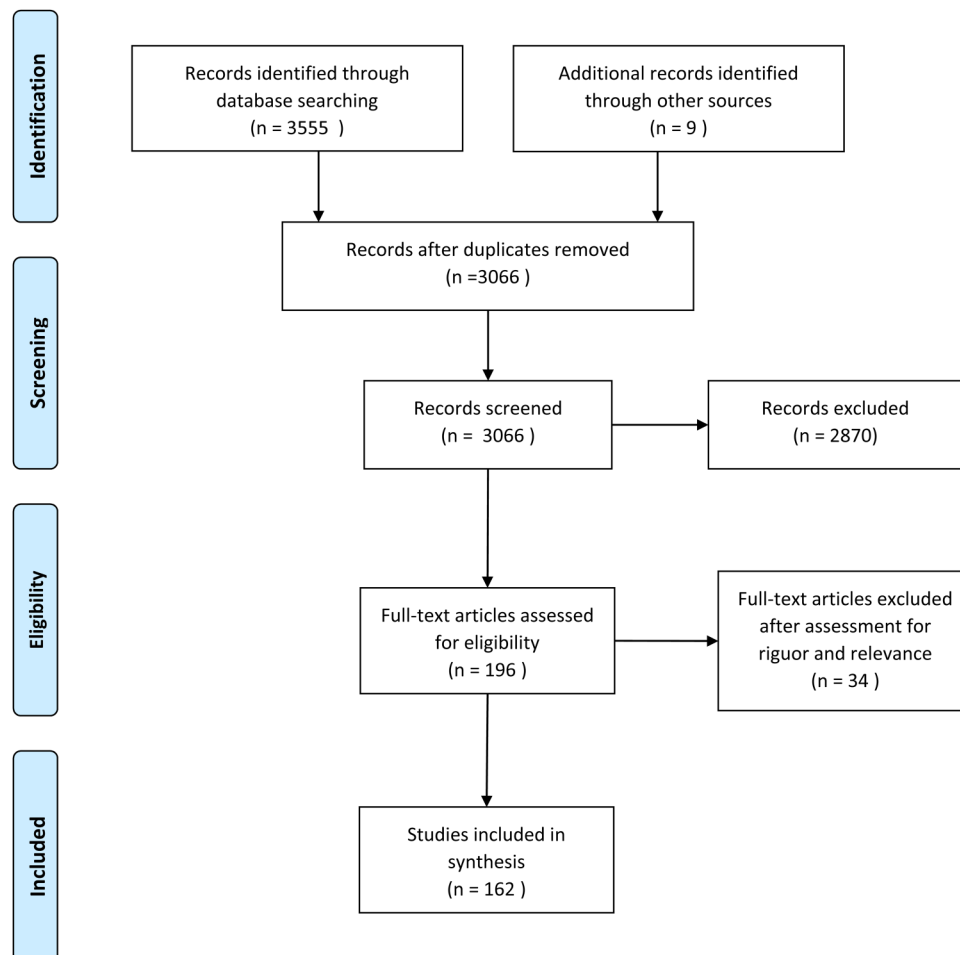 Identification
Records identified through
database searching
(n = 3555  )
Additional records identified
through other sources
(n = 9 )
Records after duplicates removed
(n =3066 )
Screening
Records screened
(n =  3066 )
Records excluded
(n = 2870)
Eligibility
Full-text articles assessed
for eligibility
(n = 196 )
Full-text articles excluded
after assessment for
riguor and relevance
(n = 34 )
Included
Studies included in
synthesis
(n = 162 )